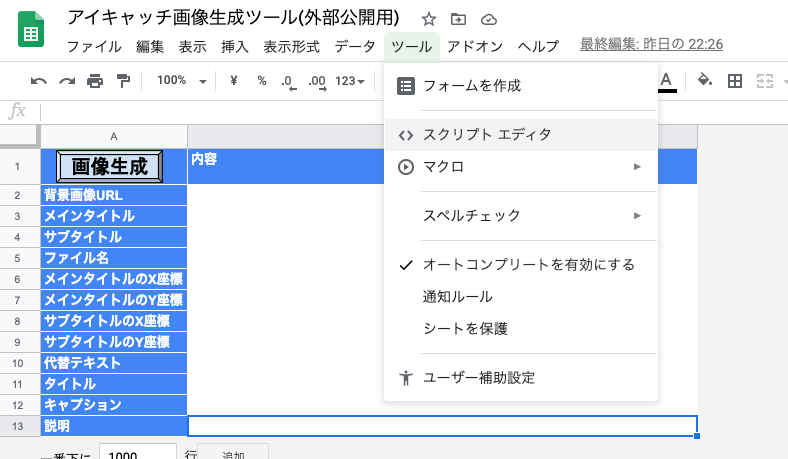 アイキャッチ画像生成ツール(外部公開用)
ファイル 編集 表示 挿入 表示形式 データ ツール アドオン ヘルプ 最終編集: 昨日の 22:26
100% ¥ % .0 .00 123 A
fx
フォームを作成
スクリプト エディタ
マクロ
スペルチェック
オートコンプリートを有効にする
通知ルール
シートを保護
ユーザー補助設定
A
1 画像生成 内容
2 背景画像URL
3 メインタイトル
4 サブタイトル
5 ファイル名
6 メインタイトルのX座標
7 メインタイトルのY座標
8 サブタイトルのX座標
9 サブタイトルのY座標
10 代替テキスト
11 タイトル
12 キャプション
13 説明
一番下に 1000 行 追加